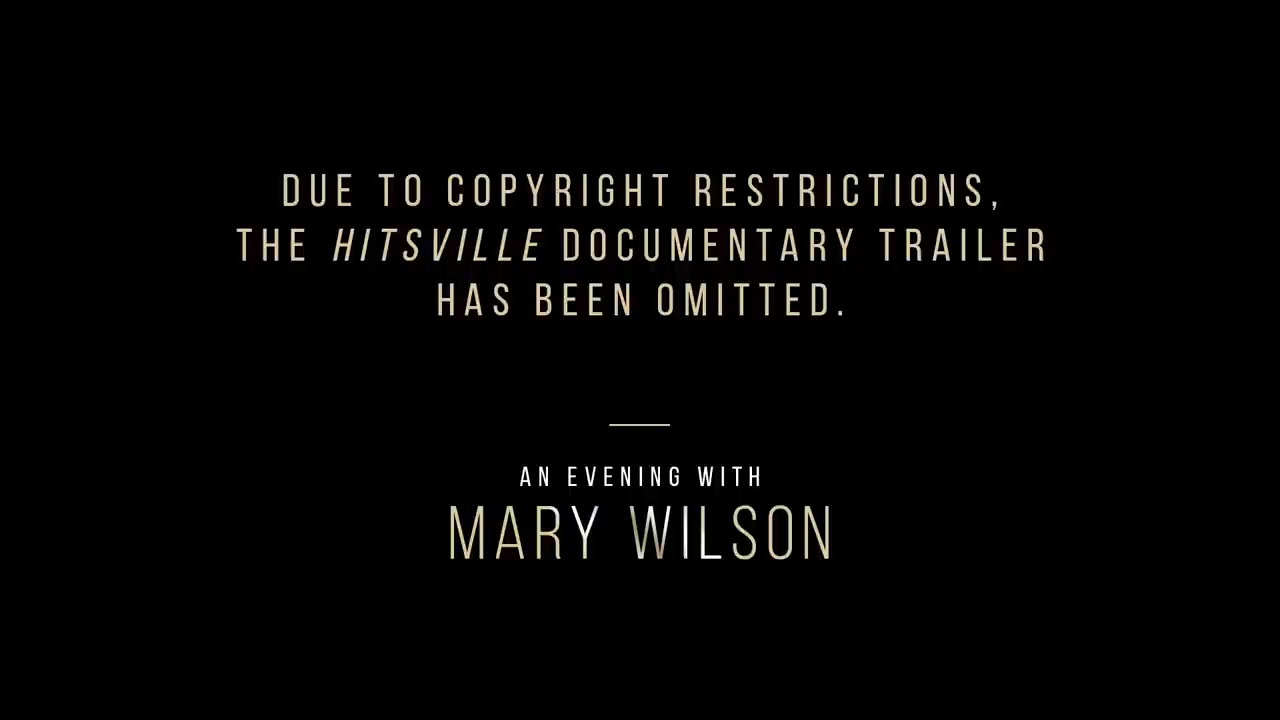 DUE TO COPYRIGHT RESTRICTIONS,
THE HITSVILLE DOCUMENTARY TRAILER
HAS BEEN OMITTED.
AN EVENING WITH
MARY WILSON